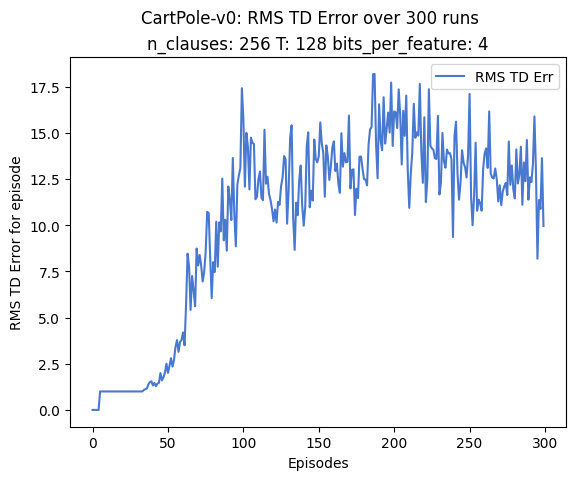 CartPole-v0: RMS TD Error over 300 runs
n_clauses: 256 T: 128 bits_per_feature: 4
RMS TD Err
17.5
15.0
12.5
10.0
7.5
5.0
2.5
0.0
RMS TD Error for episode
0 50 100 150 200 250 300
Episodes